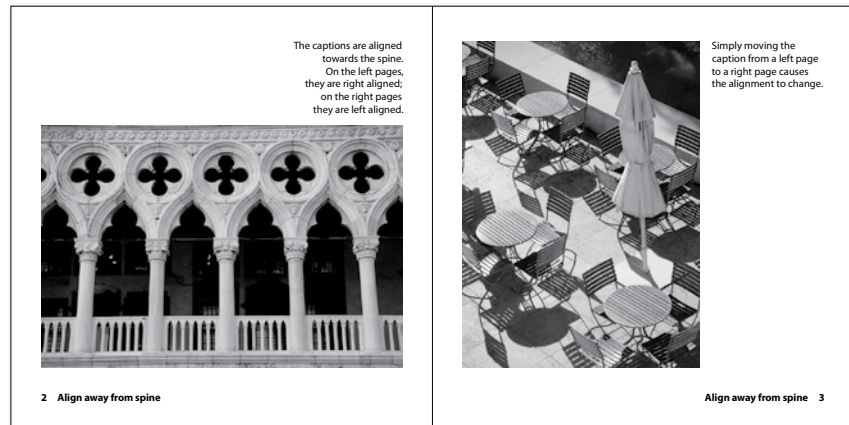 The captions are aligned
towards the spine.
On the left pages,
they are right aligned;
on the right pages
they are left aligned.
2 Align away from spine
Simply moving the
caption from a left page
to a right page causes
the alignment to change.
Align away from spine 3